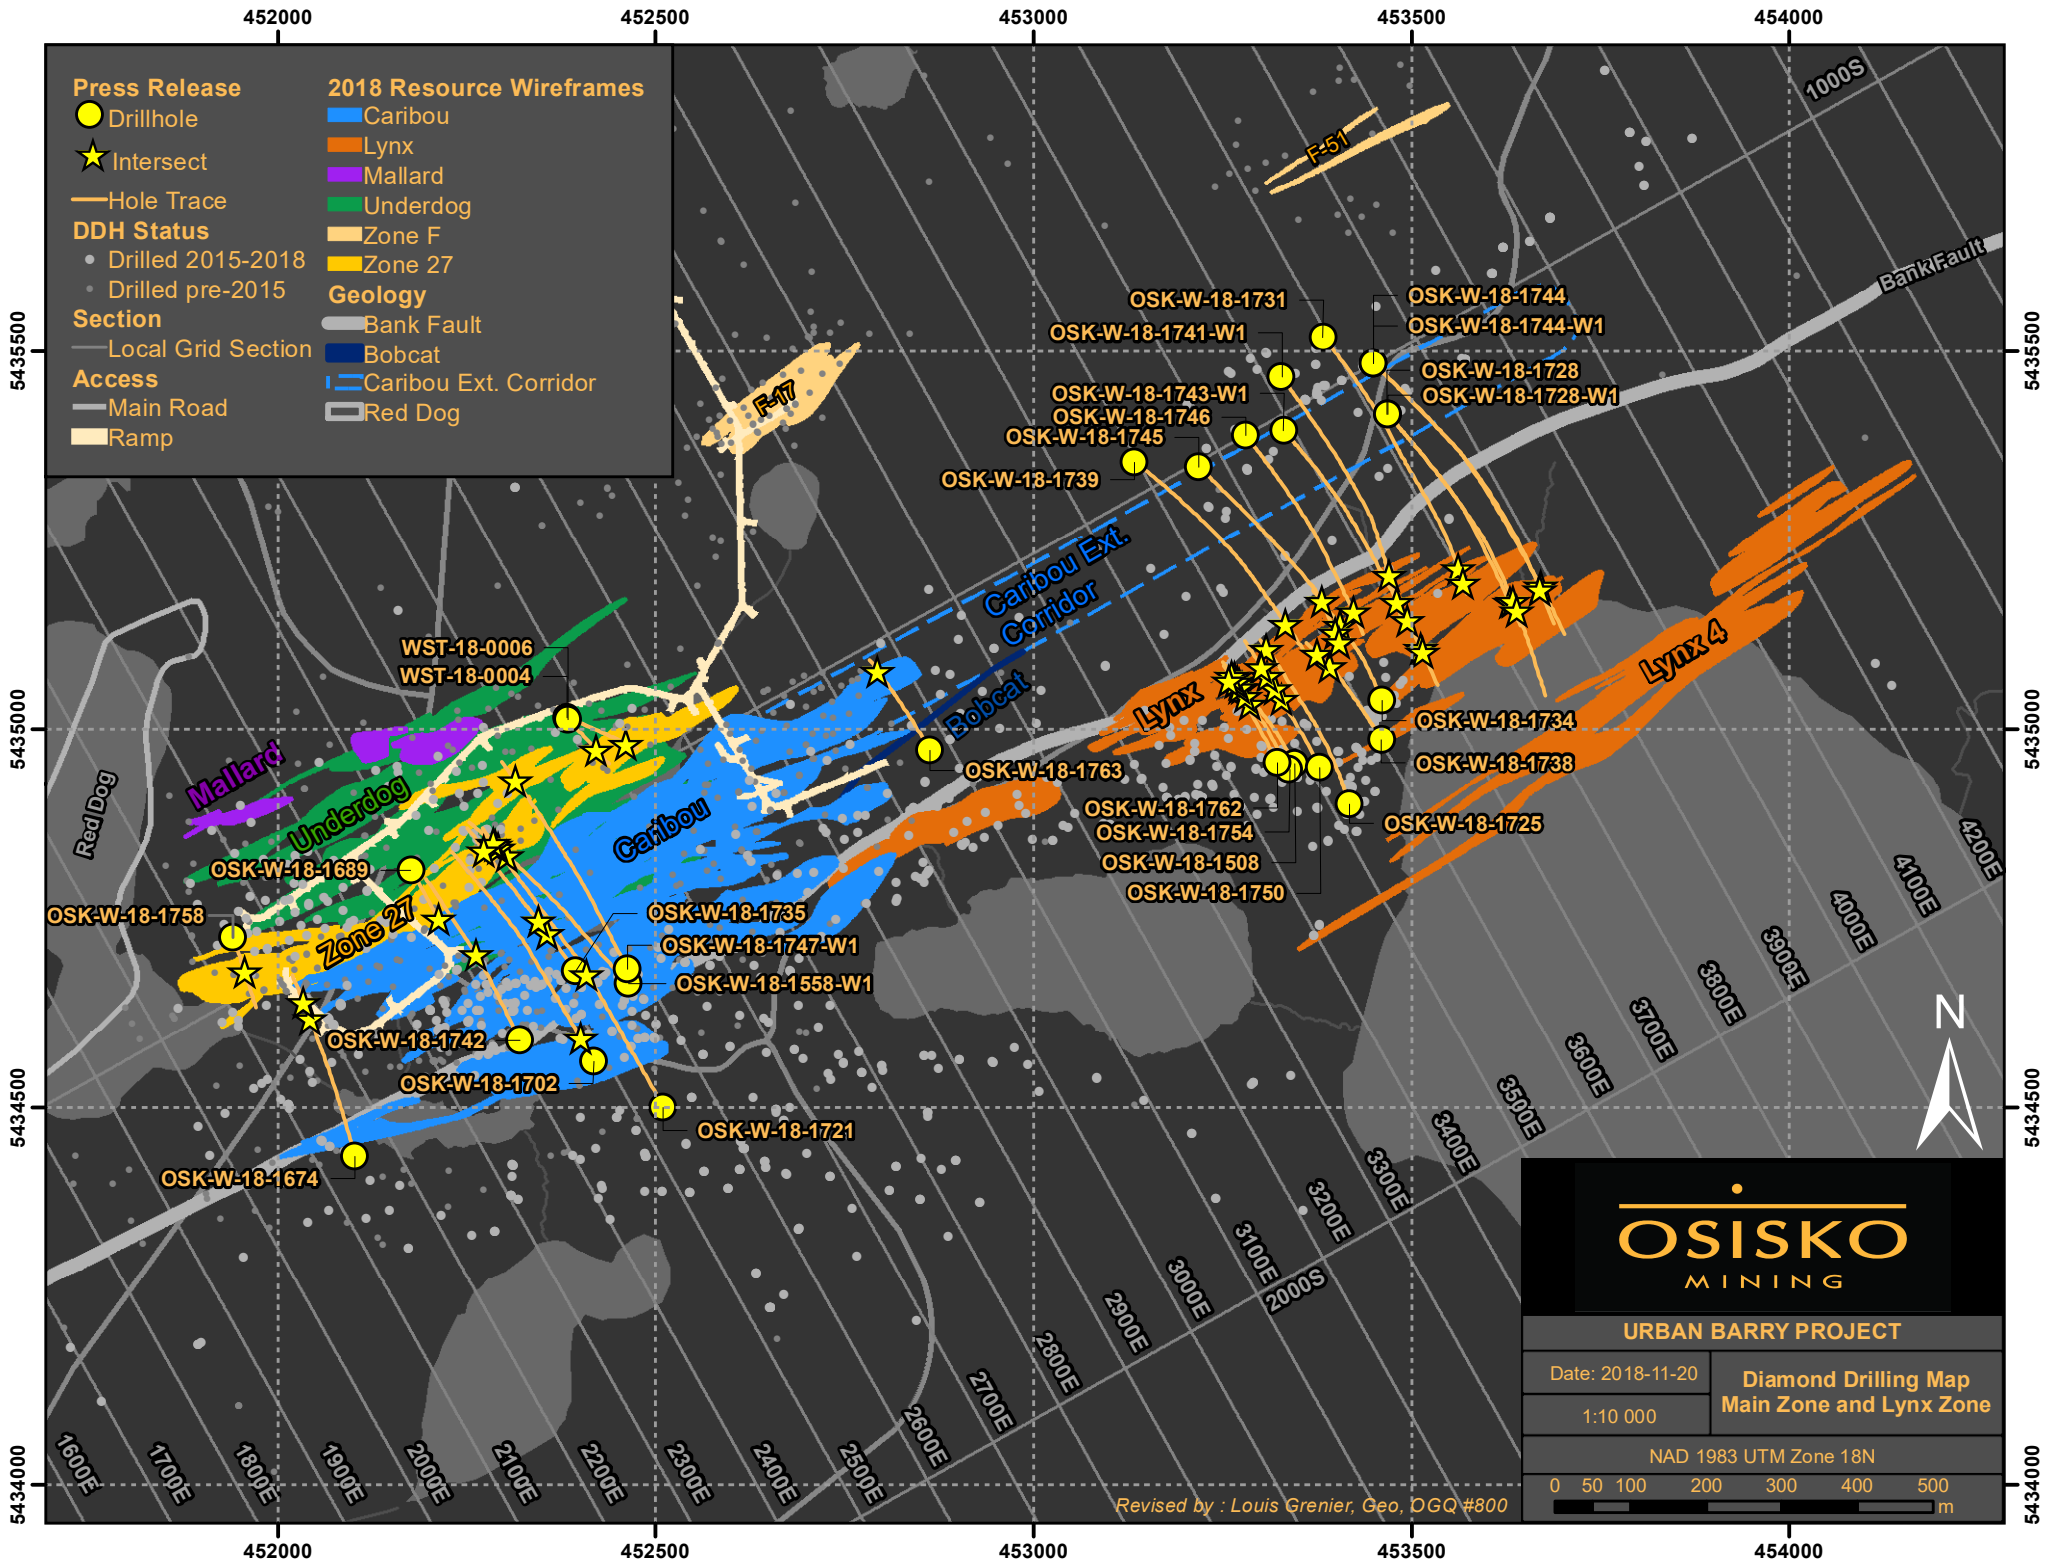 452000
452500
453000
453500
454000
Press Release
Drillhole
Intersect
Hole Trace
DDH Status
Drilled 2015-2018
Drilled pre-2015
Section
Local Grid Section
Access
Main Road
Ramp
2018 Resource Wireframes
Caribou
Lynx
Mallard
Underdog
Zone F
Zone 27
Geology
Bank Fault
Bobcat
Caribou Ext. Corridor
Red Dog
1000S
F-51
Bank Fault
5435500
5435500
OSK-W-18-1731
OSK-W-18-1744
OSK-W-18-1741-W1
OSK-W-18-1744-W1
OSK-W-18-1728
OSK-W-18-1743-W1
OSK-W-18-1728-W1
OSK-W-18-1746
OSK-W-18-1745
OSK-W-18-1739
F-17
Caribou Ext.
Corridor
WST-18-0006
WST-18-0004
Lynx 4
Lynx
Bobcat
5435000
5435000
OSK-W-18-1734
OSK-W-18-1738
OSK-W-18-1763
Mallard
Underdog
Caribou
Red Dog
OSK-W-18-1762
OSK-W-18-1754
OSK-W-18-1725
OSK-W-18-1508
OSK-W-18-1750
OSK-W-18-1689
OSK-W-18-1758
Zone 27
OSK-W-18-1735
OSK-W-18-1747-W1
OSK-W-18-1558-W1
OSK-W-18-1742
OSK-W-18-1702
OSK-W-18-1721
OSK-W-18-1674
5434500
5434500
N
4200E
4100E
4000E
3900E
3800E
3700E
3600E
3500E
3400E
3300E
3200E
3100E
2000S
3000E
2900E
2800E
2700E
2600E
2500E
2400E
2300E
2200E
2100E
2000E
1900E
1800E
1700E
1600E
OSISKO
MINING
URBAN BARRY PROJECT
Date: 2018-11-20
1:10 000
Diamond Drilling Map
Main Zone and Lynx Zone
NAD 1983 UTM Zone 18N
0 50 100 200 300 400 500
m
Revised by : Louis Grenier, Geo, OGQ #800
5434000
5434000
452000
452500
453000
453500
454000